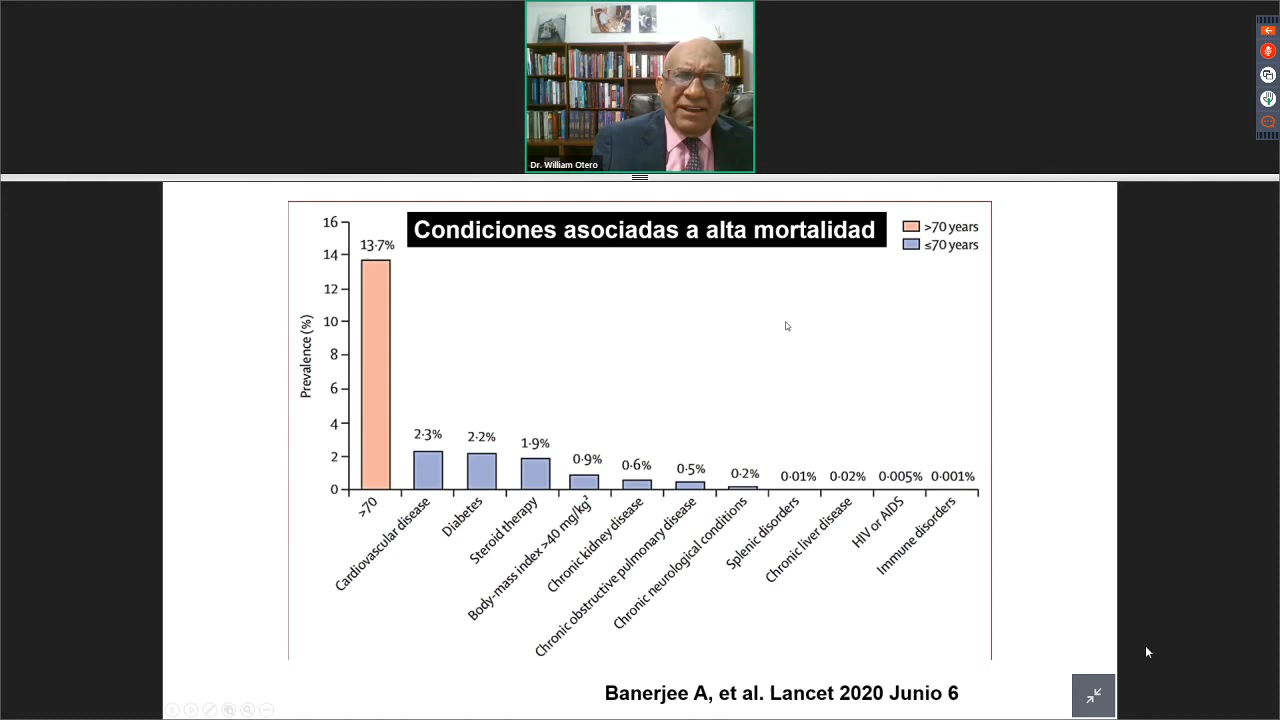 Dr. William Otero
Condiciones asociadas a alta mortalidad
>70 years
≤70 years
Prevalence (%)
16
14
12
10
8
6
4
2
0
13·7%
2·3%
2·2%
1·9%
0·9%
0·6%
0·5%
0·2%
0·01%
0·02%
0·005%
0·001%
>70
Cardiovascular disease
Diabetes
Steroid therapy
Body-mass index >40 mg/kg²
Chronic kidney disease
Chronic obstructive pulmonary disease
Chronic neurological conditions
Splenic disorders
Chronic liver disease
HIV or AIDS
Immune disorders
Banerjee A, et al. Lancet 2020 Junio 6